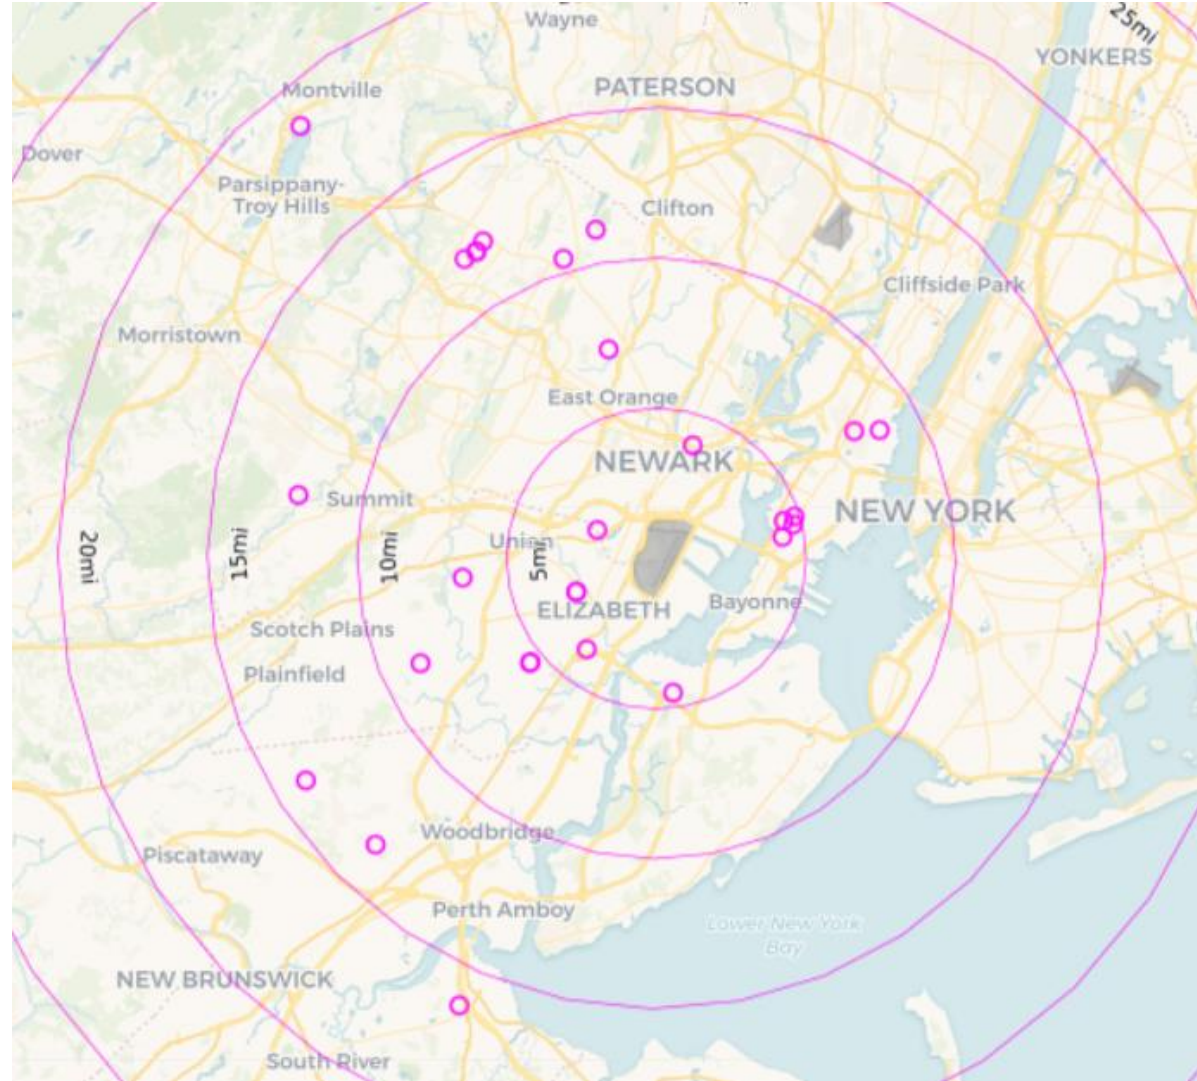 Wayne
25mi
YONKERS
PATERSON
Montville
Dover
Parsippany-
Troy Hills
Clifton
Cliffside Park
Morristown
East Orange
NEWARK
Summit
NEW YORK
Union
20mi
15mi
10mi
5mi
ELIZABETH
Bayonne
Scotch Plains
Plainfield
Woodbridge
Piscataway
Perth Amboy
Lower New York
Bay
NEW BRUNSWICK
South River